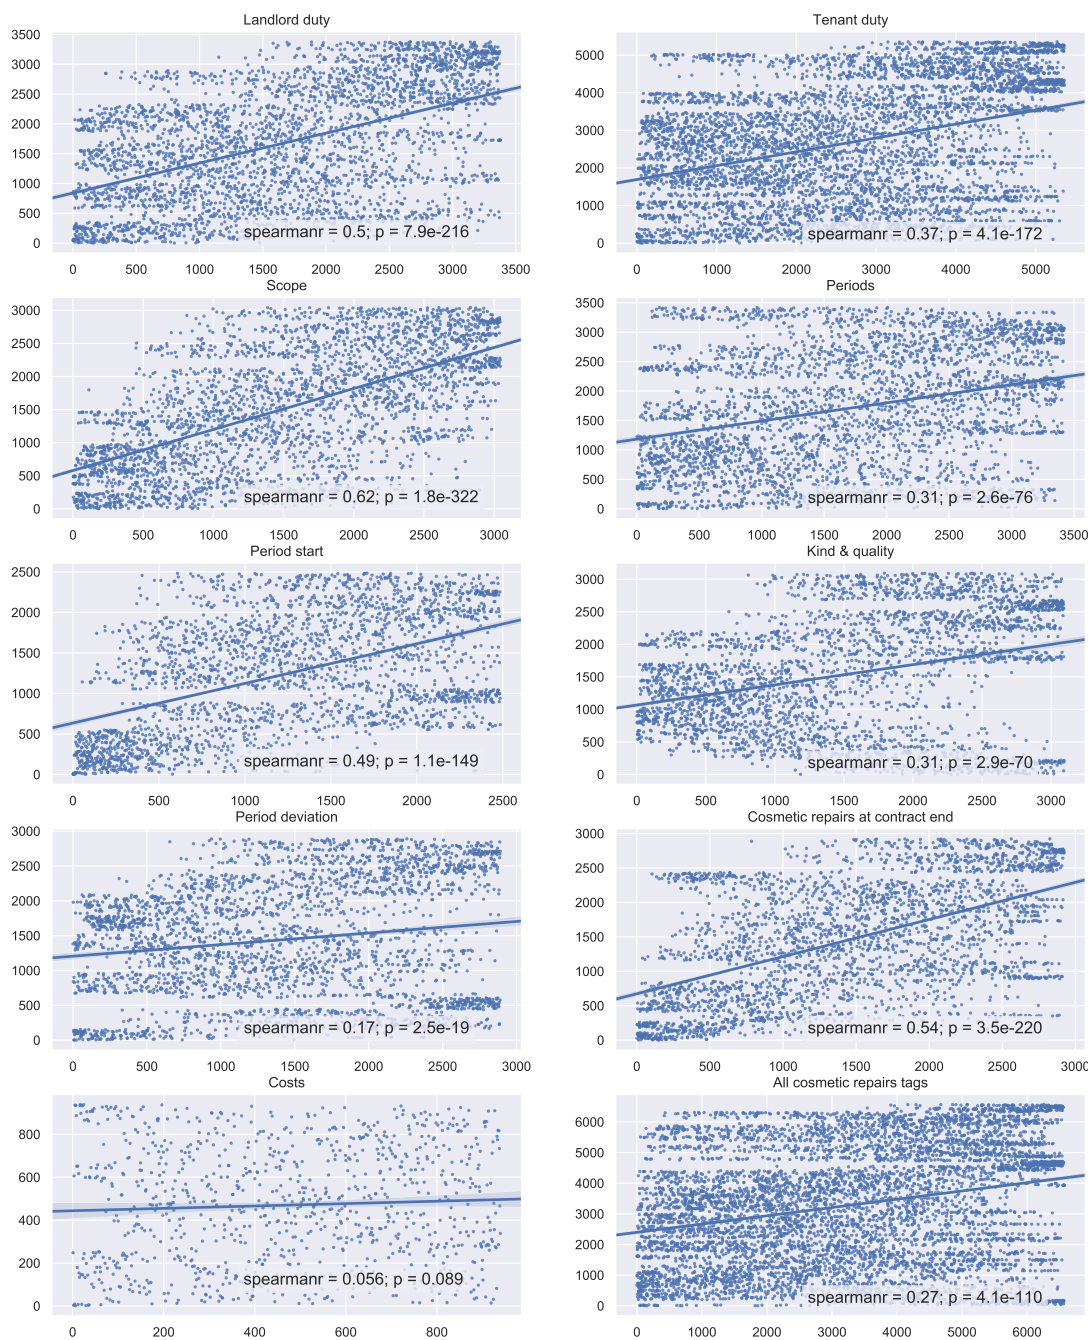 Landlord duty
3500
3000
2500
2000
1500
1000
500
0
spearmanr = 0.5; p = 7.9e-216
0 500 1000 1500 2000 2500 3000 3500
Tenant duty
5000
4000
3000
2000
1000
0
spearmanr = 0.37; p = 4.1e-172
0 1000 2000 3000 4000 5000
Scope
3000
2500
2000
1500
1000
500
0
spearmanr = 0.62; p = 1.8e-322
0 500 1000 1500 2000 2500 3000
Periods
3500
3000
2500
2000
1500
1000
500
0
spearmanr = 0.31; p = 2.6e-76
0 500 1000 1500 2000 2500 3000 3500
Period start
2500
2000
1500
1000
500
0
spearmanr = 0.49; p = 1.1e-149
0 500 1000 1500 2000 2500
Kind & quality
3000
2500
2000
1500
1000
500
0
spearmanr = 0.31; p = 2.9e-70
0 500 1000 1500 2000 2500 3000
Period deviation
3000
2500
2000
1500
1000
500
0
spearmanr = 0.17; p = 2.5e-19
0 500 1000 1500 2000 2500 3000
Cosmetic repairs at contract end
3000
2500
2000
1500
1000
500
0
spearmanr = 0.54; p = 3.5e-220
0 500 1000 1500 2000 2500 3000
Costs
800
600
400
200
0
spearmanr = 0.056; p = 0.089
0 200 400 600 800
All cosmetic repairs tags
6000
5000
4000
3000
2000
1000
0
spearmanr = 0.27; p = 4.1e-110
0 1000 2000 3000 4000 5000 6000